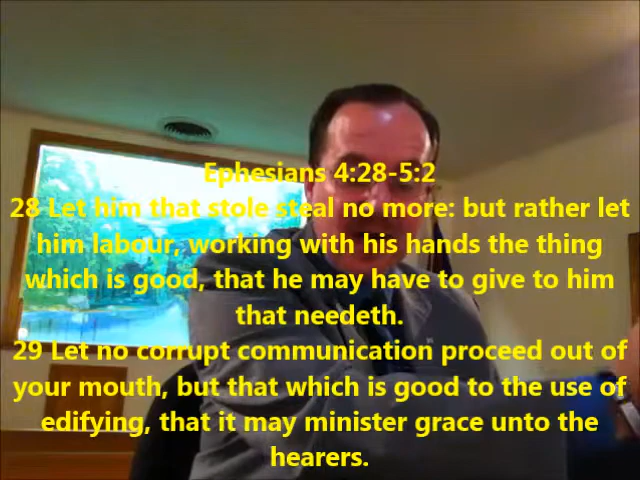 Ephesians 4:28-5:2
28 Let him that stole steal no more: but rather let
him labour, working with his hands the thing
which is good, that he may have to give to him
that needeth.
29 Let no corrupt communication proceed out of
your mouth, but that which is good to the use of
edifying, that it may minister grace unto the
hearers.